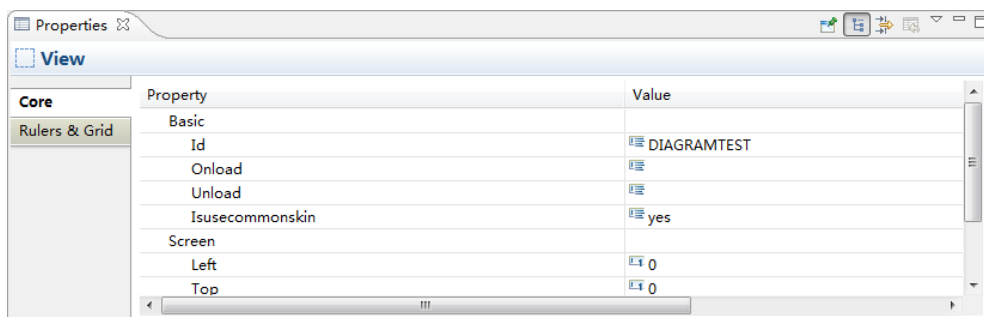 Properties
View
Core
Rulers & Grid
Property Value
Basic
Id DIAGRAMTEST
Onload
Unload
Isusecommonskin yes
Screen
Left 0
Top 0